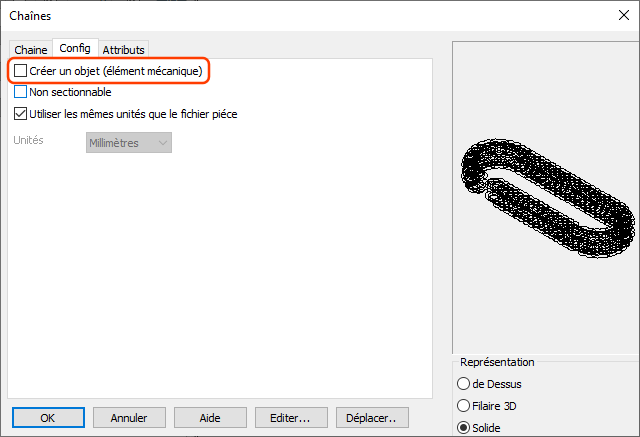 Chaînes
Chaine Config Attributs
Créer un objet (élément mécanique)
Non sectionnable
Utiliser les mêmes unités que le fichier piéce
Unités Millimètres
Représentation
de Dessus
Filaire 3D
Solide
OK Annuler Aide Editer... Déplacer..